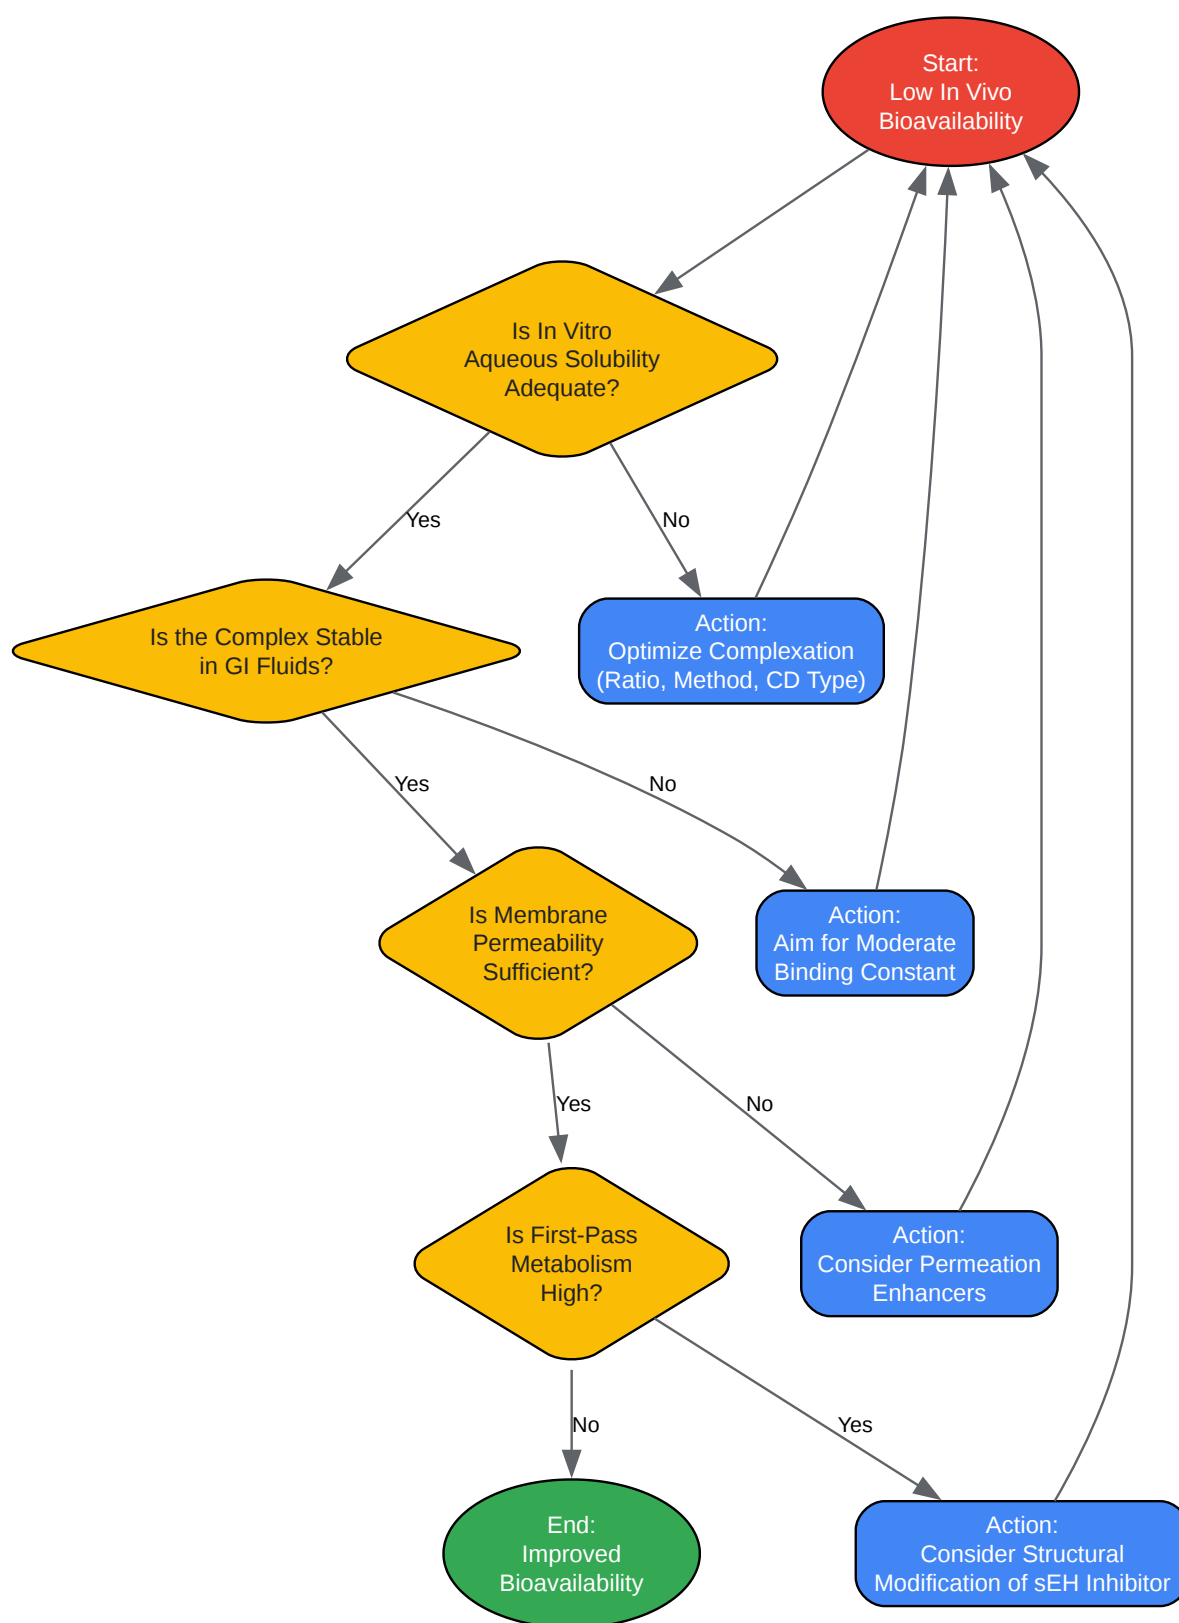 Start:
Low In Vivo
Bioavailability
Is In Vitro
Aqueous Solubility
Adequate?
Yes
No
Is the Complex Stable
in GI Fluids?
Action:
Optimize Complexation
(Ratio, Method, CD Type)
Yes
No
Is Membrane
Permeability
Sufficient?
Action:
Aim for Moderate
Binding Constant
Yes
No
Is First-Pass
Metabolism
High?
Action:
Consider Permeation
Enhancers
No
Yes
End:
Improved
Bioavailability
Action:
Consider Structural
Modification of sEH Inhibitor